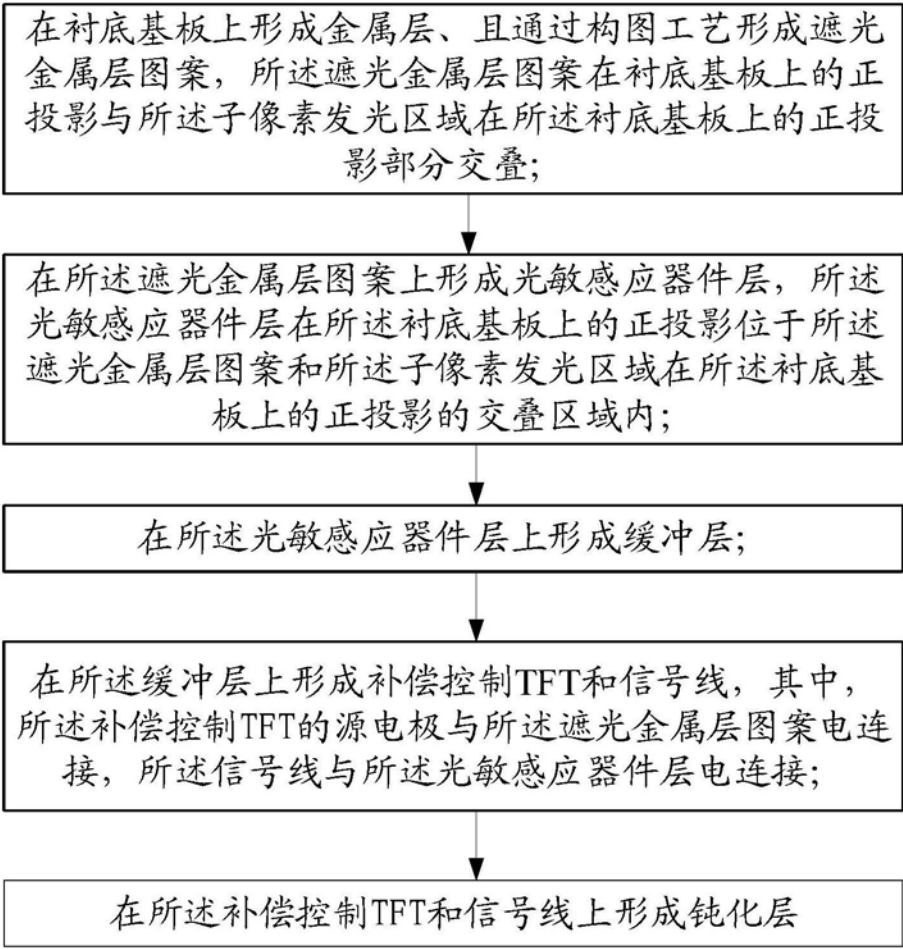 在衬底基板上形成金属层、且通过构图工艺形成遮光
金属层图案，所述遮光金属层图案在衬底基板上的正
投影与所述子像素发光区域在所述衬底基板上的正投
影部分交叠；
在所述遮光金属层图案上形成光敏感应器件层，所述
光敏感应器件层在所述衬底基板上的正投影位于所述
遮光金属层图案和所述子像素发光区域在所述衬底基
板上的正投影的交叠区域内；
在所述光敏感应器件层上形成缓冲层；
在所述缓冲层上形成补偿控制TFT和信号线，其中，
所述补偿控制TFT的源电极与所述遮光金属层图案电连
接，所述信号线与所述光敏感应器件层电连接；
在所述补偿控制TFT和信号线上形成钝化层